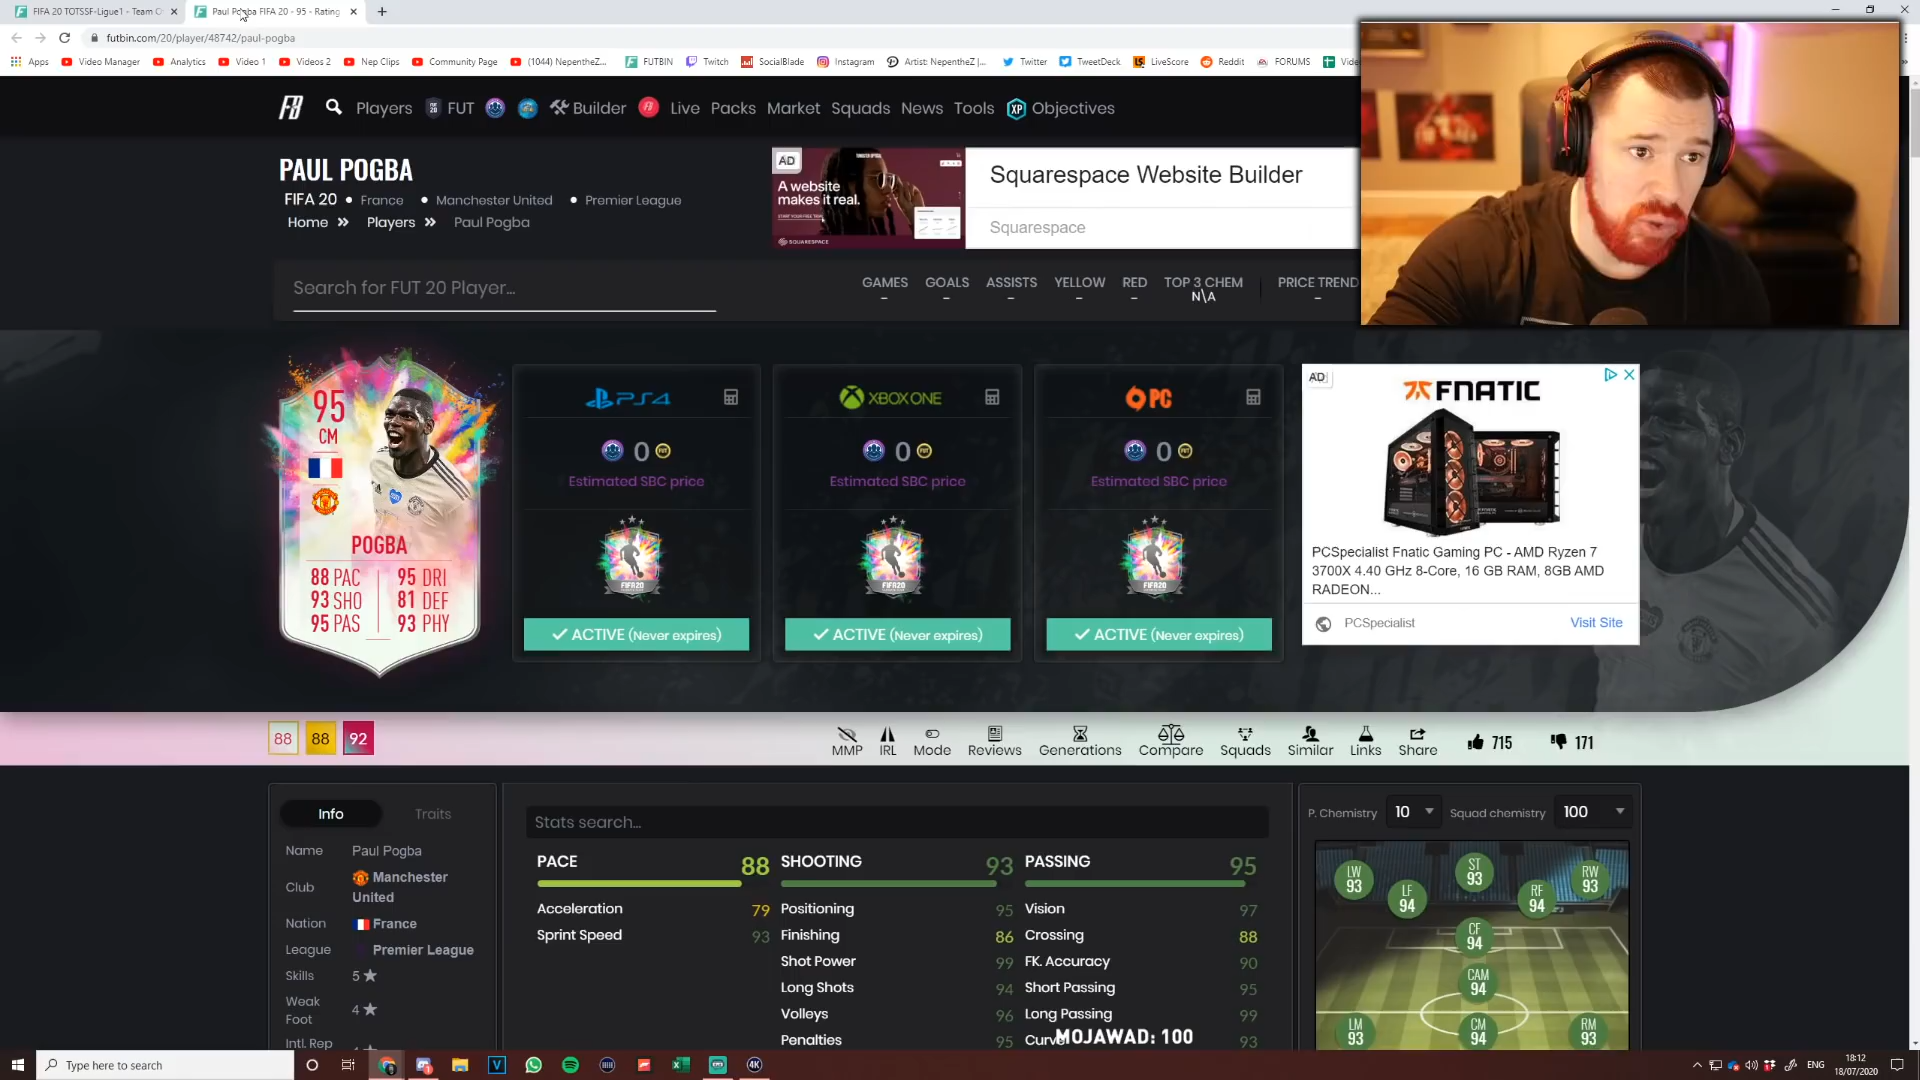 FIFA 20 TOTSSF-Ligue1 - Team O
Paul Pogba FIFA 20 - 95 - Rating
futbin.com/20/player/48742/paul-pogba
Apps Video Manager Analytics Video 1 Videos 2 Nep Clips Community Page (1044) NepentheZ... FUTBIN Twitch SocialBlade Instagram Artist: NepentheZ |... Twitter TweetDeck LiveScore Reddit FORUMS
Players FUT Builder Live Packs Market Squads News Tools XP Objectives
PAUL POGBA
FIFA 20 • France • Manchester United • Premier League
Home » Players » Paul Pogba
AD
A website
makes it real.
SQUARESPACE
Squarespace Website Builder
Squarespace
Search for FUT 20 Player...
GAMES GOALS ASSISTS YELLOW RED TOP 3 CHEM PRICE TREND
- - - - - N\A -
95
CM
POGBA
88 PAC 95 DRI
93 SHO 81 DEF
95 PAS 93 PHY
PS4
0
Estimated SBC price
FIFA20
ACTIVE (Never expires)
XBOX ONE
0
Estimated SBC price
FIFA20
ACTIVE (Never expires)
PC
0
Estimated SBC price
FIFA20
ACTIVE (Never expires)
AD
FNATIC
PCSpecialist Fnatic Gaming PC - AMD Ryzen 7
3700X 4.40 GHz 8-Core, 16 GB RAM, 8GB AMD
RADEON...
PCSpecialist Visit Site
88 88 92
MMP IRL Mode Reviews Generations Compare Squads Similar Links Share 715 171
Info Traits
Name Paul Pogba
Club Manchester
United
Nation France
League Premier League
Skills 5
Weak
Foot 4
Intl. Rep
Stats search...
PACE 88
Acceleration 79
Sprint Speed 93
SHOOTING 93
Positioning 95
Finishing 86
Shot Power 99
Long Shots 94
Volleys 96
Penalties 95
PASSING 95
Vision 97
Crossing 88
FK. Accuracy 90
Short Passing 95
Long Passing 99
Curve 93
MOJAWAD: 100
P. Chemistry 10 Squad chemistry 100
LW
93
ST
93
RW
93
LF
94
RF
94
CF
94
CAM
94
LM
93
CM
94
RM
93
Type here to search
ENG
18:12
18/07/2020